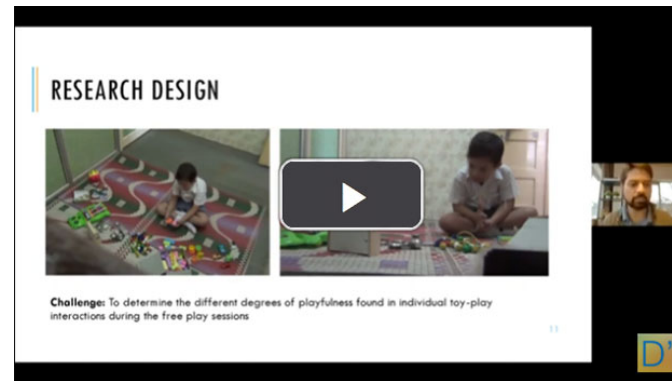 RESEARCH DESIGN
Challenge: To determine the different degrees of playfulness found in individual toy-play
interactions during the free play sessions
11
D'